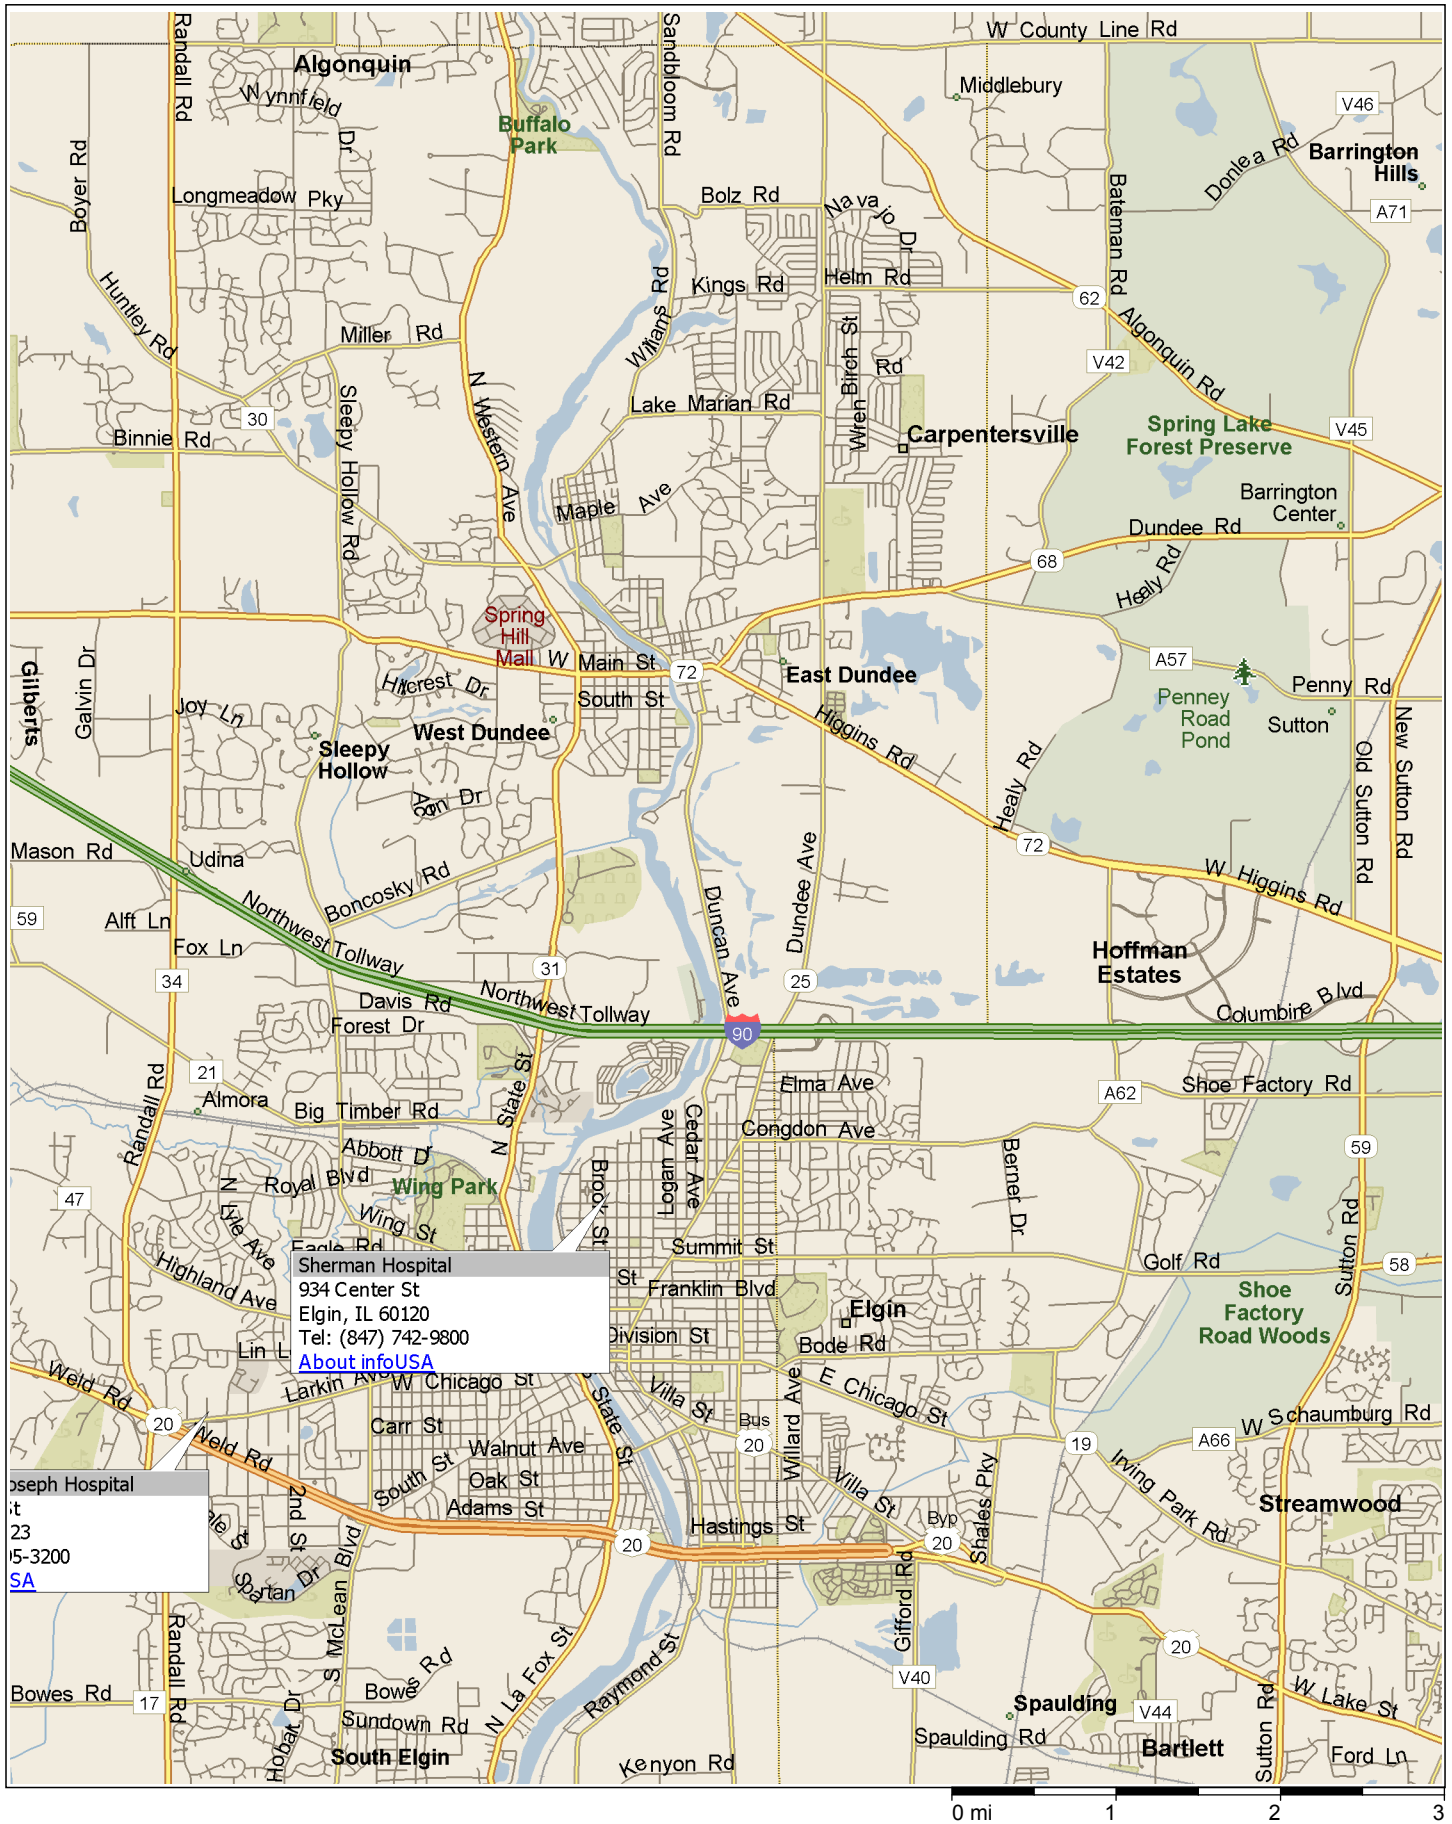 W County Line Rd
Randall Rd
Sandbloom Rd
Algonquin
Wynnfield
Dr
Middlebury
V46
Buffalo
Park
Boyer Rd
Donlea Rd
Barrington
Hills
Longmeadow Pky
Bolz Rd
Navajo
Dr
Bateman Rd
A71
Huntley Rd
Williams Rd
Kings Rd
Helm Rd
62
Miller Rd
Wren
Birch St
Rd
Algonquin Rd
V42
N Western Ave
Sleepy Hollow Rd
30
Lake Marian Rd
Binnie Rd
Carpentersville
Spring Lake
Forest Preserve
V45
Maple Ave
Barrington
Center
Dundee Rd
68
Healy Rd
Spring
Hill
Mall
W Main St
72
East Dundee
A57
Penny Rd
Gilberts
Galvin Dr
Hillcrest Dr
South St
Penney
Road
Pond
Sutton
Joy Ln
West Dundee
Sleepy
Hollow
Higgins Rd
Healy Rd
Old Sutton Rd
New Sutton Rd
Dr
Mason Rd
Udina
72
W Higgins Rd
Boncosky Rd
Duncan Ave
Dundee Ave
59
Alft Ln
Northwest Tollway
Fox Ln
Hoffman
Estates
34
31
25
Davis Rd
Northwest Tollway
Columbine Blvd
Forest Dr
90
21
Randall Rd
Almora
N State St
Elma Ave
A62
Shoe Factory Rd
Big Timber Rd
Logan Ave
Cedar Ave
Congdon Ave
Berner Dr
59
Abbott Dr
Royal Blvd
Wing Park
Brook St
47
N Lyle Ave
Wing St
Eagle Rd
Summit St
Golf Rd
Sutton Rd
58
Highland Ave
Sherman Hospital
934 Center St
Elgin, IL 60120
Tel: (847) 742-9800
About infoUSA
St
Franklin Blvd
Elgin
Shoe
Factory
Road Woods
Division St
Bode Rd
Lin L
Weld Rd
Larkin Ave
W Chicago St
State St
Villa St
Willard Ave
E Chicago St
20
Carr St
Bus
20
19
A66
W Schaumburg Rd
Weld Rd
Walnut Ave
South St
Oak St
Villa St
Shales Pky
Irving Park Rd
oseph Hospital
St
23
05-3200
SA
ale St
2nd St
Adams St
Hastings St
Byp
20
Streamwood
20
Spartan Dr
S McLean Blvd
Gifford Rd
Randall Rd
N La Fox St
Raymond St
20
Bowes Rd
17
Bowes Rd
V40
Spaulding
V44
W Lake St
Hobart Dr
Sundown Rd
Spaulding Rd
Bartlett
Sutton Rd
South Elgin
Kenyon Rd
Ford Ln
0 mi 1 2 3